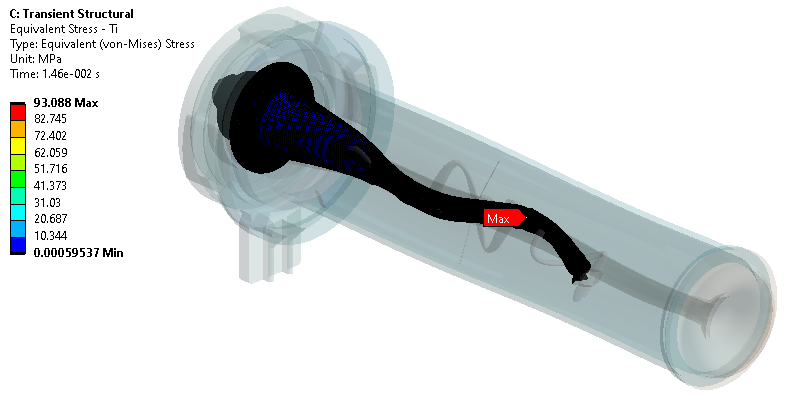 C: Transient Structural
Equivalent Stress - Ti
Type: Equivalent (von-Mises) Stress
Unit: MPa
Time: 1.46e-002 s
93.088 Max
82.745
72.402
62.059
51.716
41.373
31.03
20.687
10.344
0.00059537 Min
Max